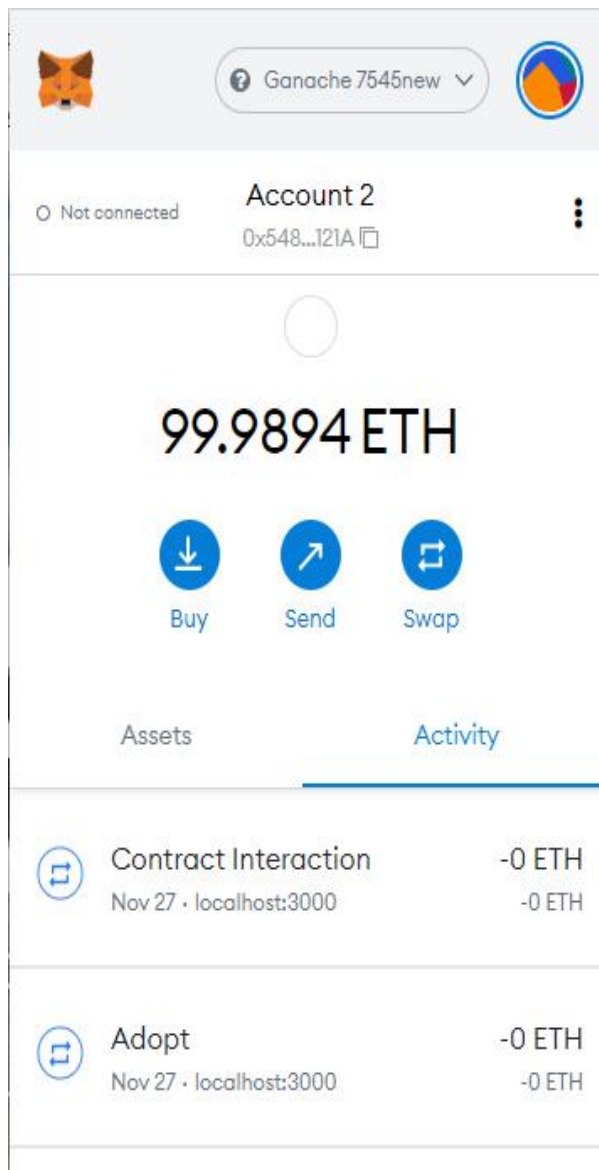 Ganache 7545new
Not connected
Account 2
0x548...121A
99.9894 ETH
Buy
Send
Swap
Assets
Activity
Contract Interaction
-0 ETH
Nov 27 · localhost:3000
-0 ETH
Adopt
-0 ETH
Nov 27 · localhost:3000
-0 ETH